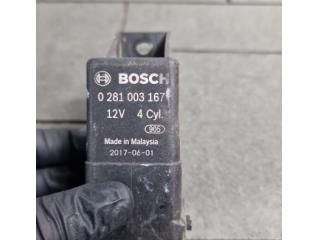 BOSCH
0 281 003 167
12V 4 Cyl.
905
Made in Malaysia
2017-06-01